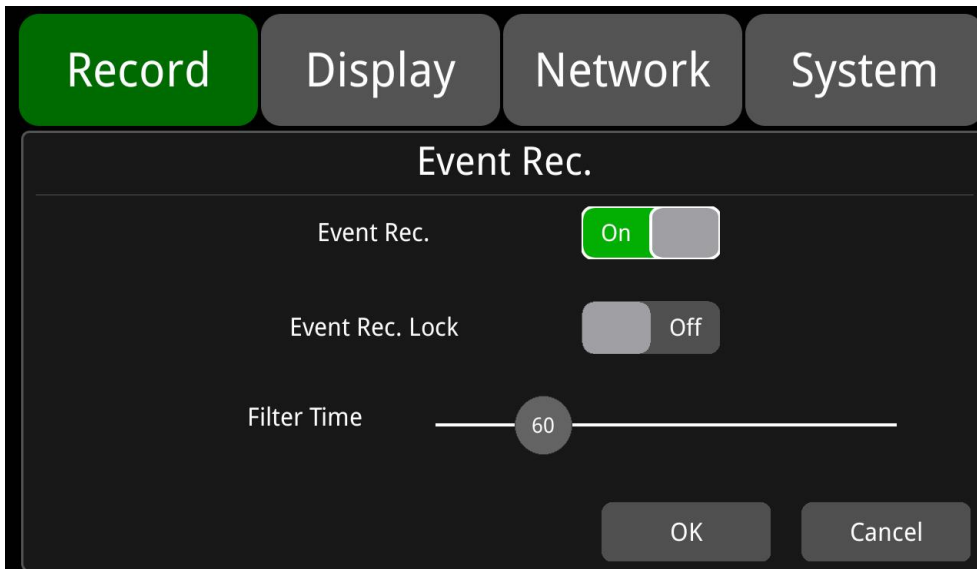 Record Display Network System
Event Rec.
Event Rec. On
Event Rec. Lock Off
Filter Time 60
OK Cancel